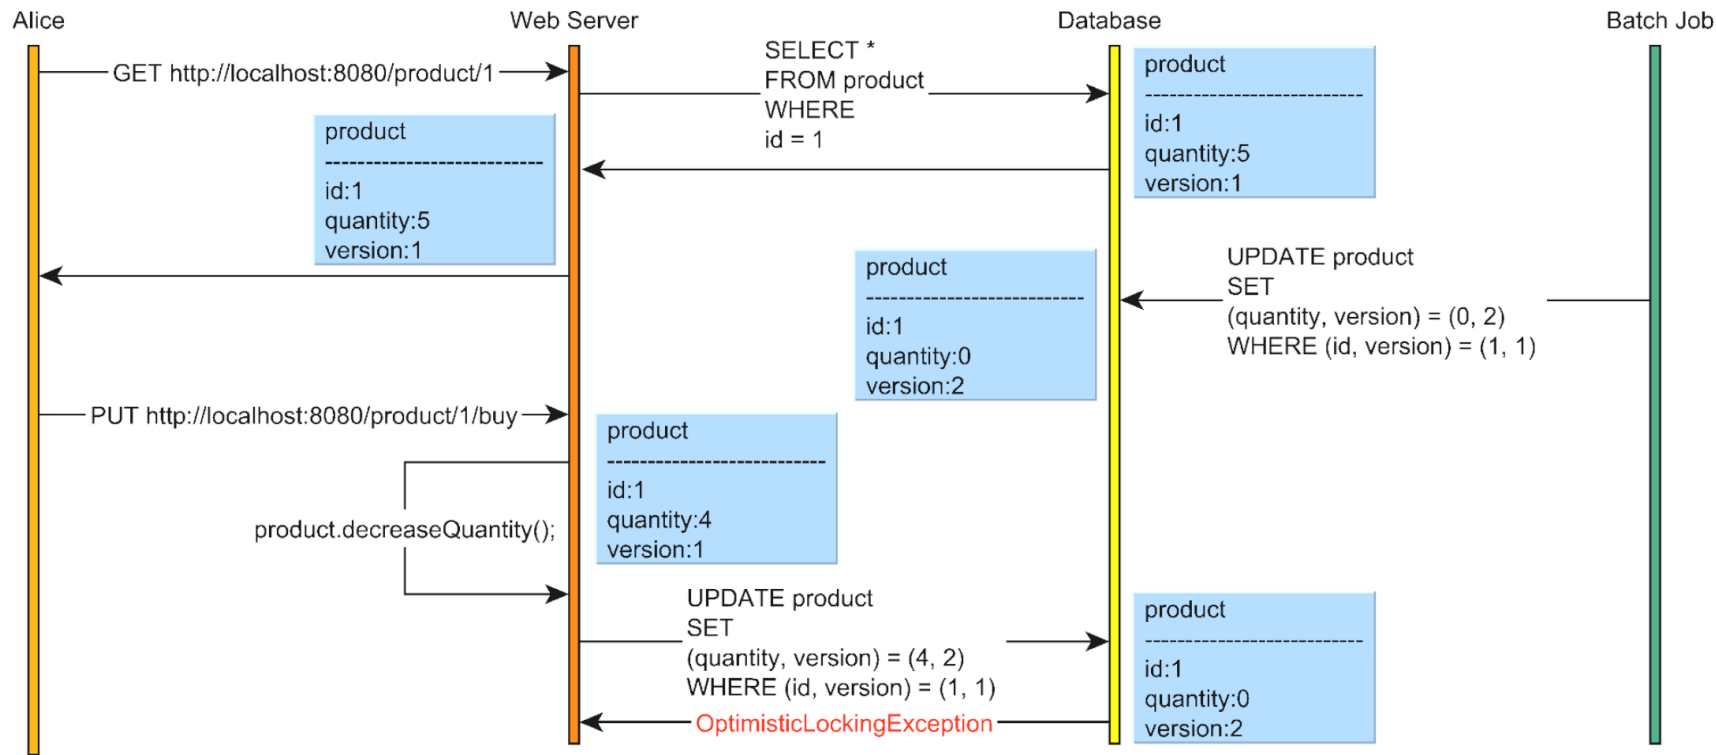 Alice
Web Server
Database
Batch Job
GET http://localhost:8080/product/1
SELECT *
FROM product
WHERE
id = 1
product
---------------------------
id:1
quantity:5
version:1
product
---------------------------
id:1
quantity:5
version:1
UPDATE product
SET
(quantity, version) = (0, 2)
WHERE (id, version) = (1, 1)
product
---------------------------
id:1
quantity:0
version:2
PUT http://localhost:8080/product/1/buy
product
---------------------------
id:1
quantity:4
version:1
product.decreaseQuantity();
UPDATE product
SET
(quantity, version) = (4, 2)
WHERE (id, version) = (1, 1)
OptimisticLockingException
product
---------------------------
id:1
quantity:0
version:2